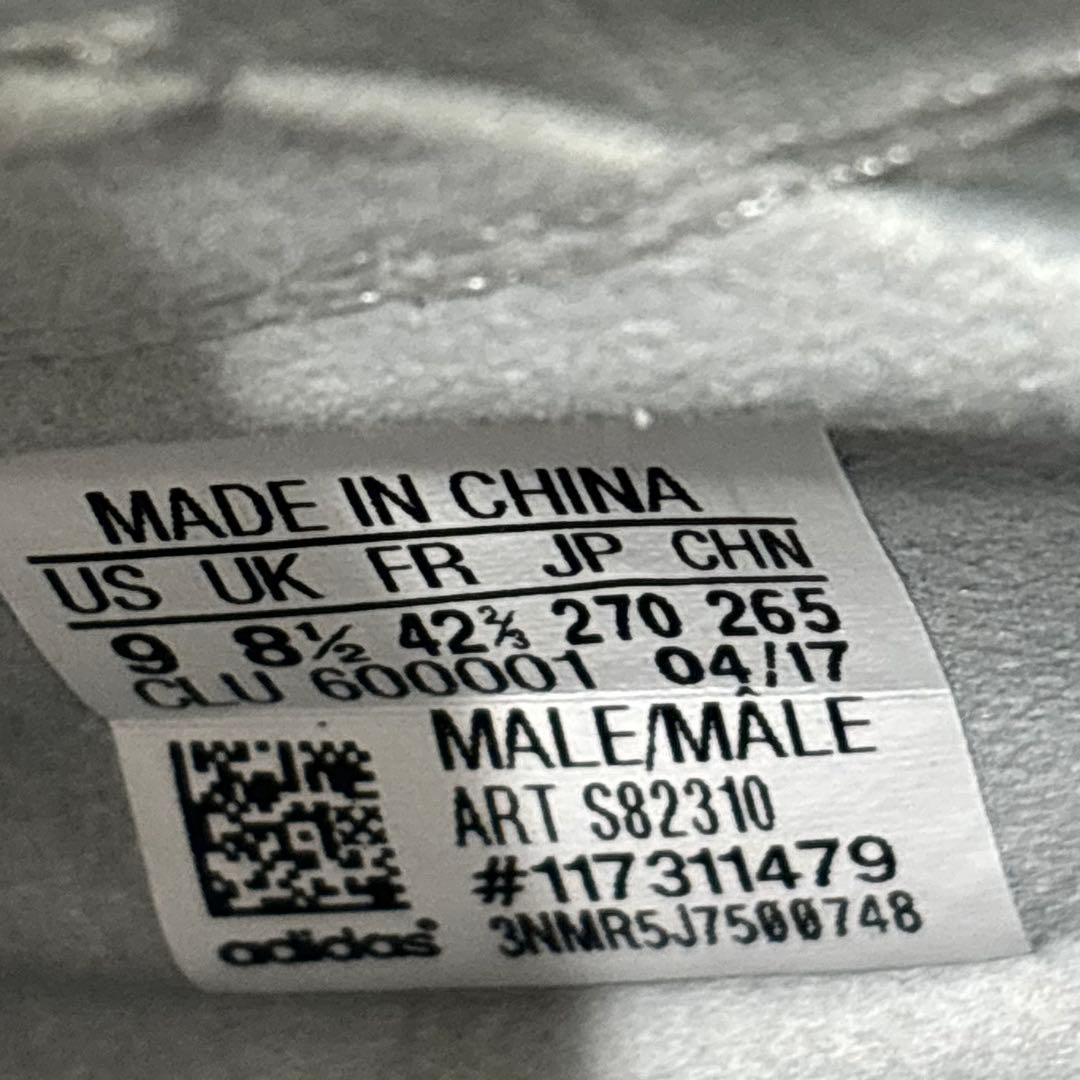 MADE IN CHINA
US UK FR JP CHN
9 8½ 42⅔ 270 265
CLU 600001 04/17
MALE/MÂLE
ART S82310
#117311479
3NMR5J7500748
adidas